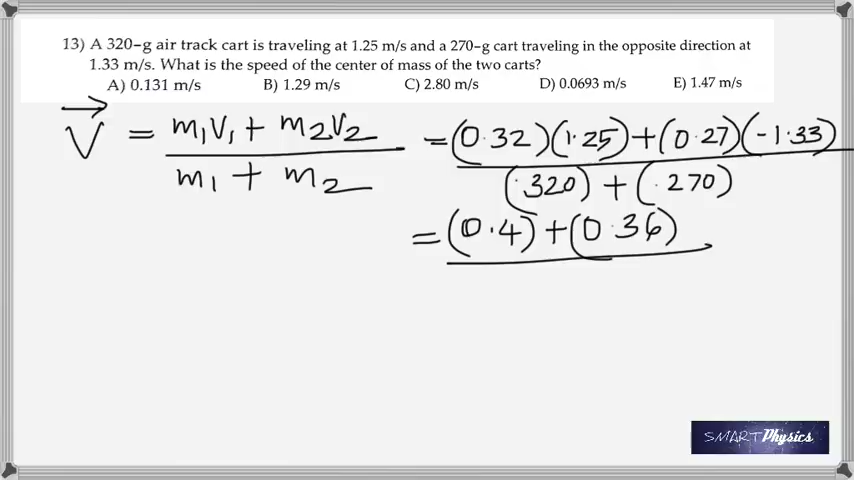 13) A 320-g air track cart is traveling at 1.25 m/s and a 270-g cart traveling in the opposite direction at
1.33 m/s. What is the speed of the center of mass of the two carts?
A) 0.131 m/s B) 1.29 m/s C) 2.80 m/s D) 0.0693 m/s E) 1.47 m/s
V = m₁v₁ + m₂v₂ / m₁ + m₂ = (0.32)(1.25)+(0.27)(-1.33) / (.320)+(.270)
= (0.4)+(0.36)
SMART Physics